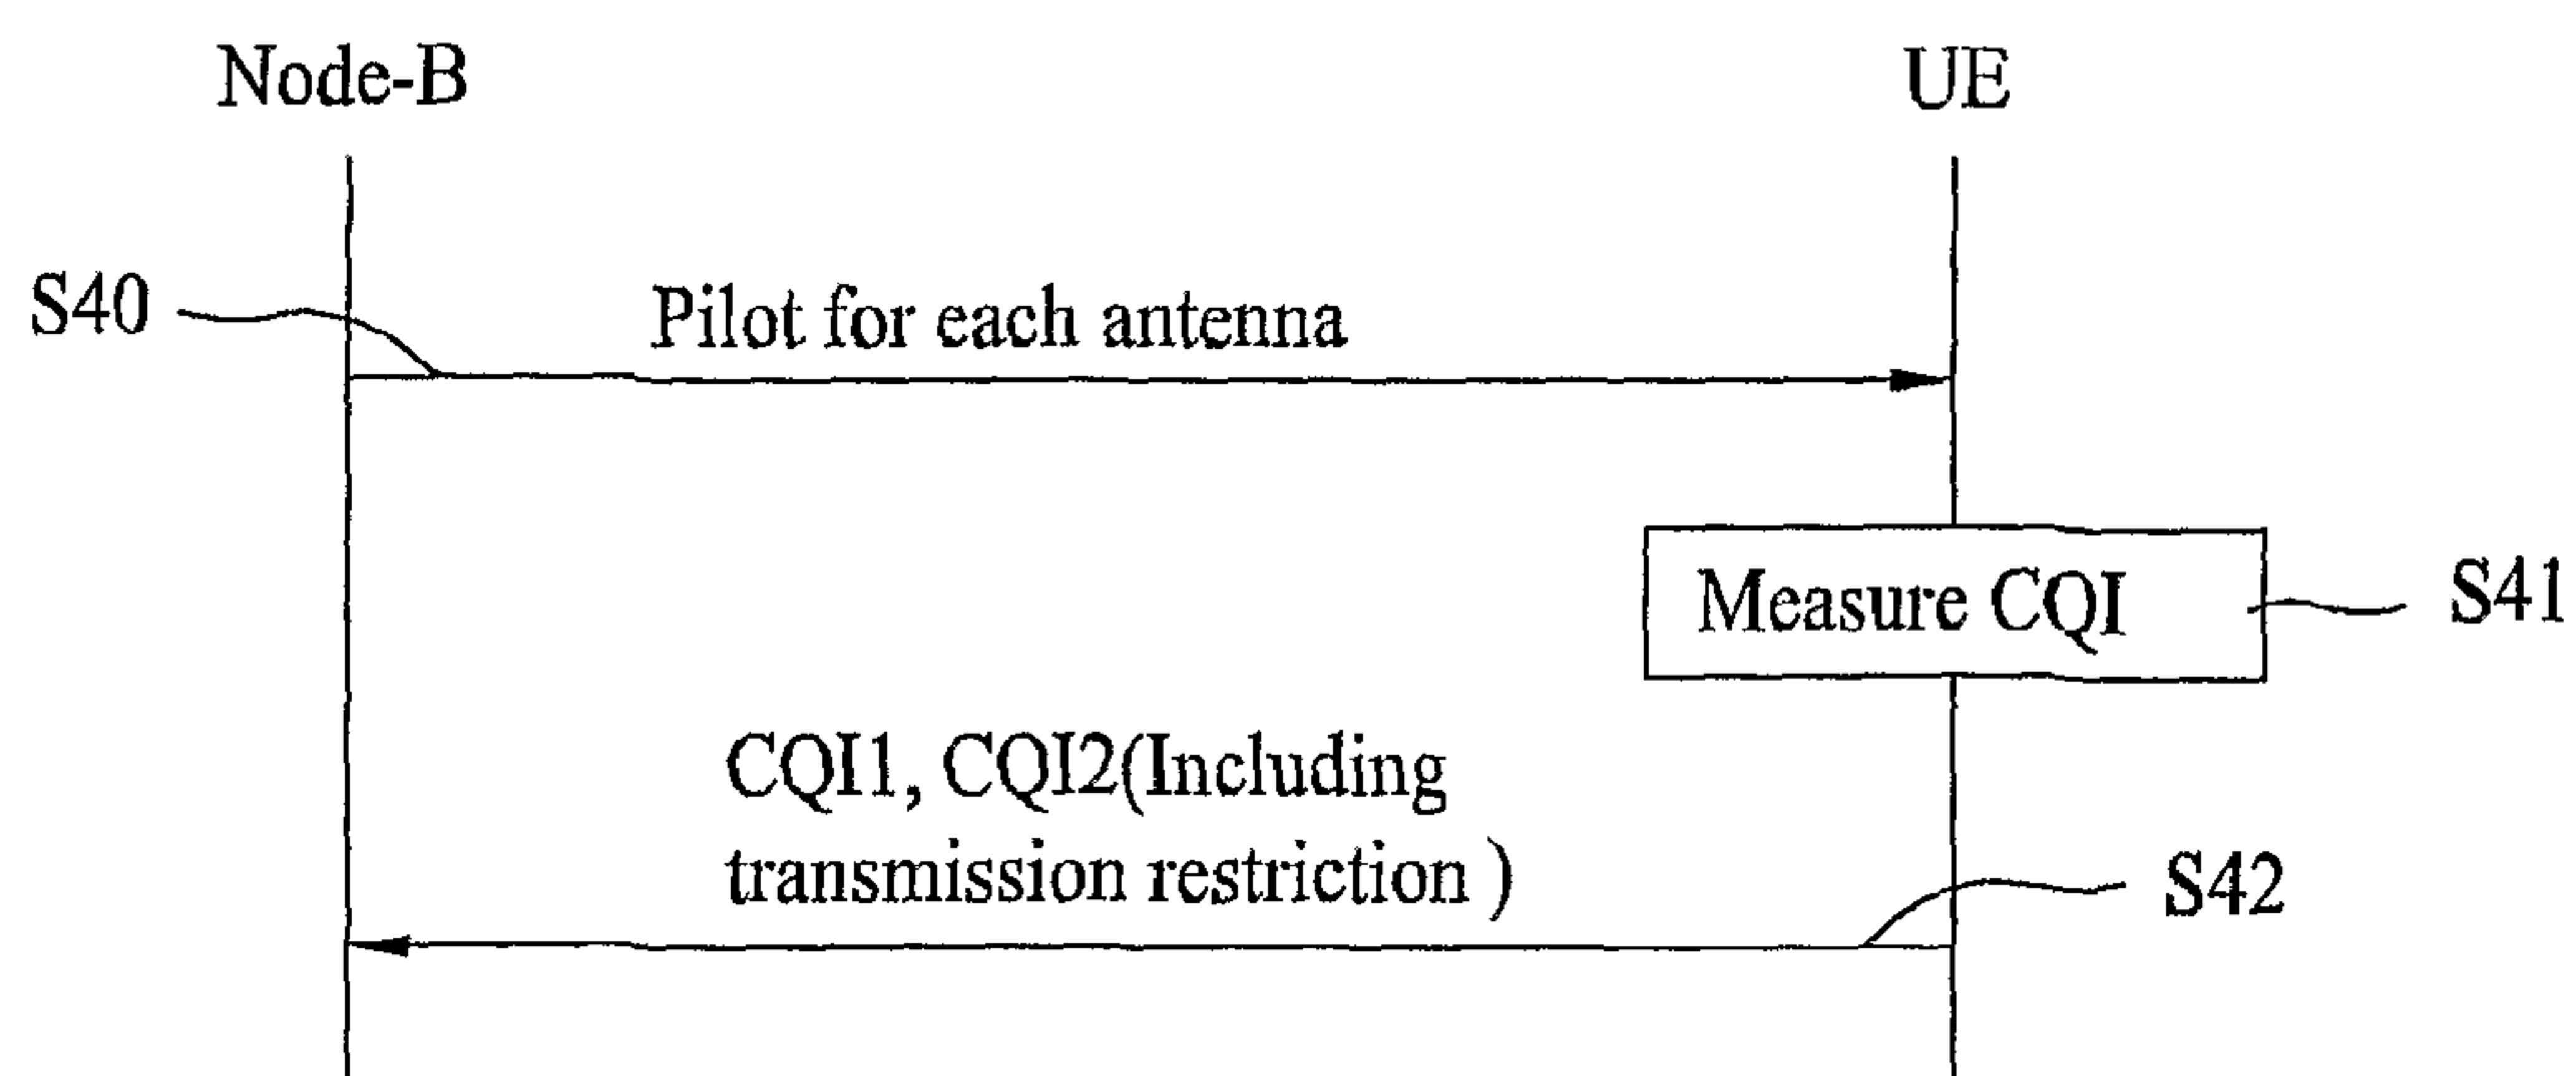 Node-B
UE
S40
Pilot for each antenna
Measure CQI
S41
CQI1, CQI2(Including
transmission restriction )
S42